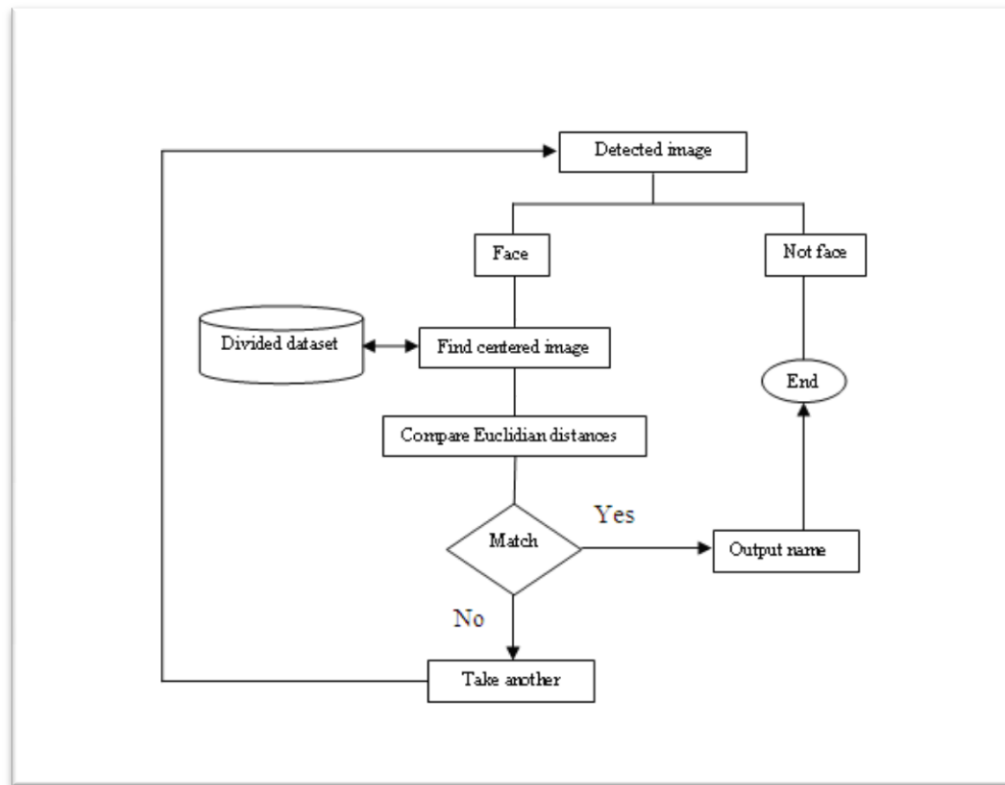 Detected image
Face
Not face
Divided dataset
Find centered image
End
Compare Euclidian distances
Yes
Match
Output name
No
Take another